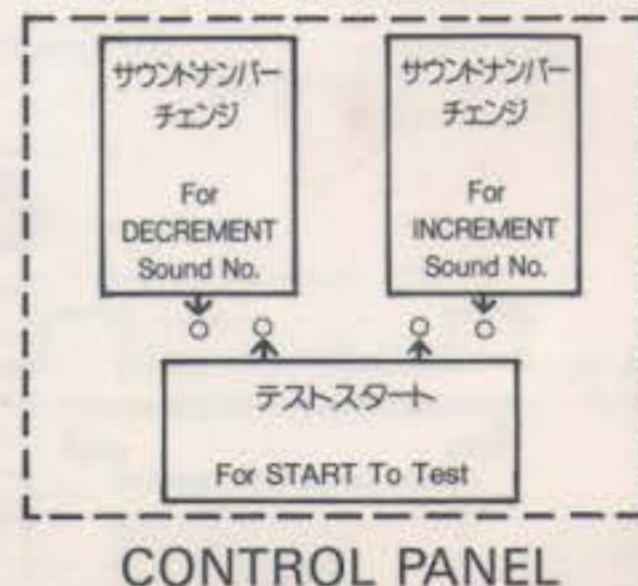 サウンドナンバー
チェンジ
For
DECREMENT
Sound No.
サウンドナンバー
チェンジ
For
INCREMENT
Sound No.
テストスタート
For START To Test
CONTROL PANEL